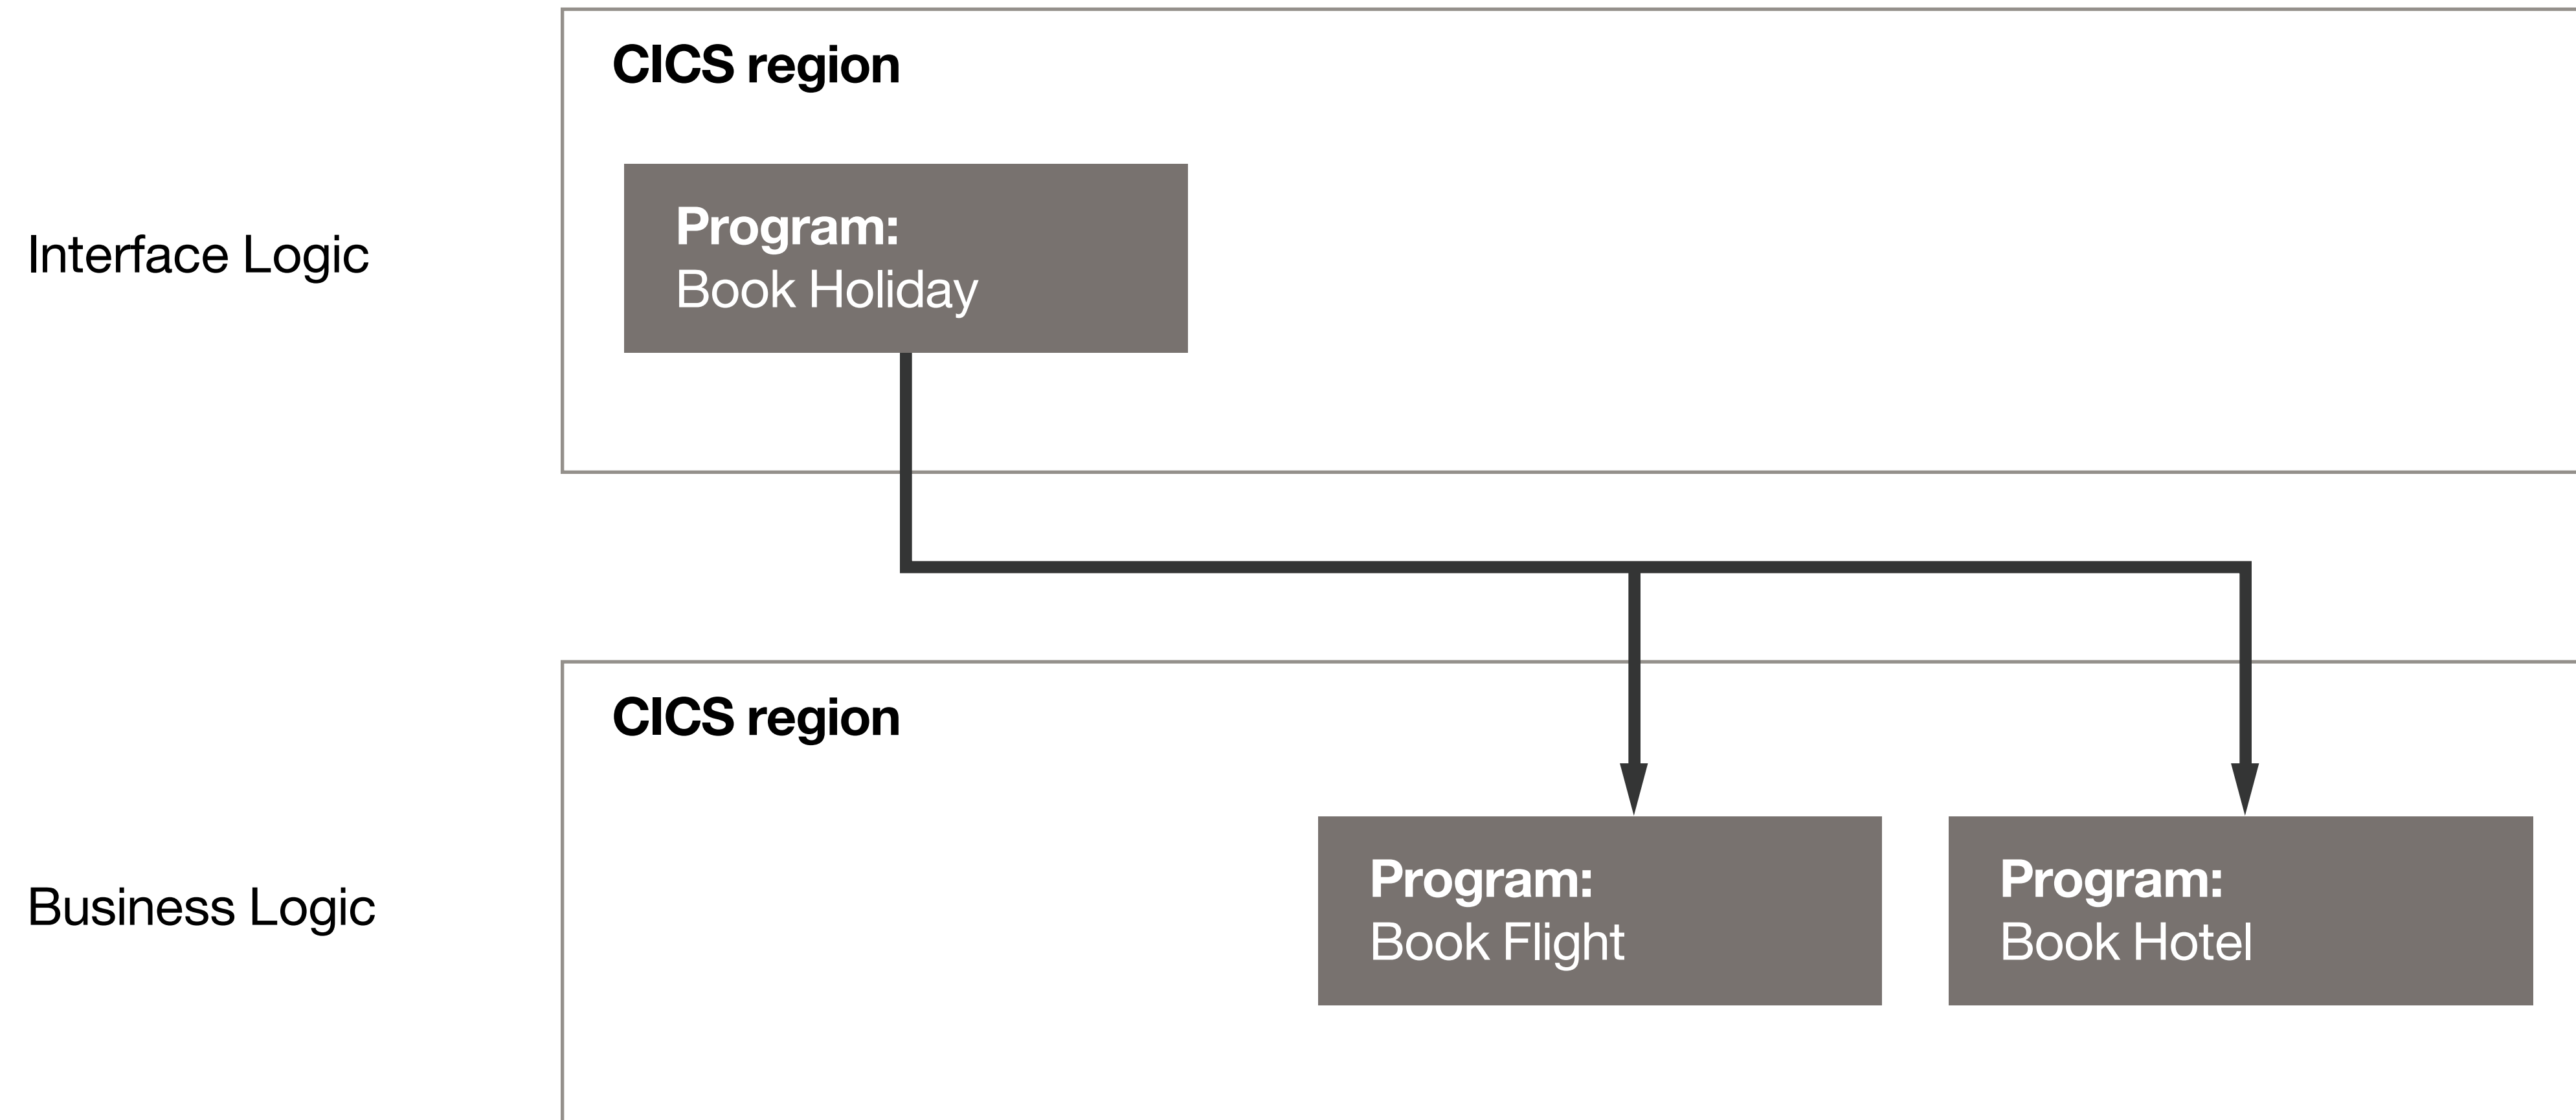 CICS region
Interface Logic
Program:
Book Holiday
CICS region
Business Logic
Program:
Book Flight
Program:
Book Hotel